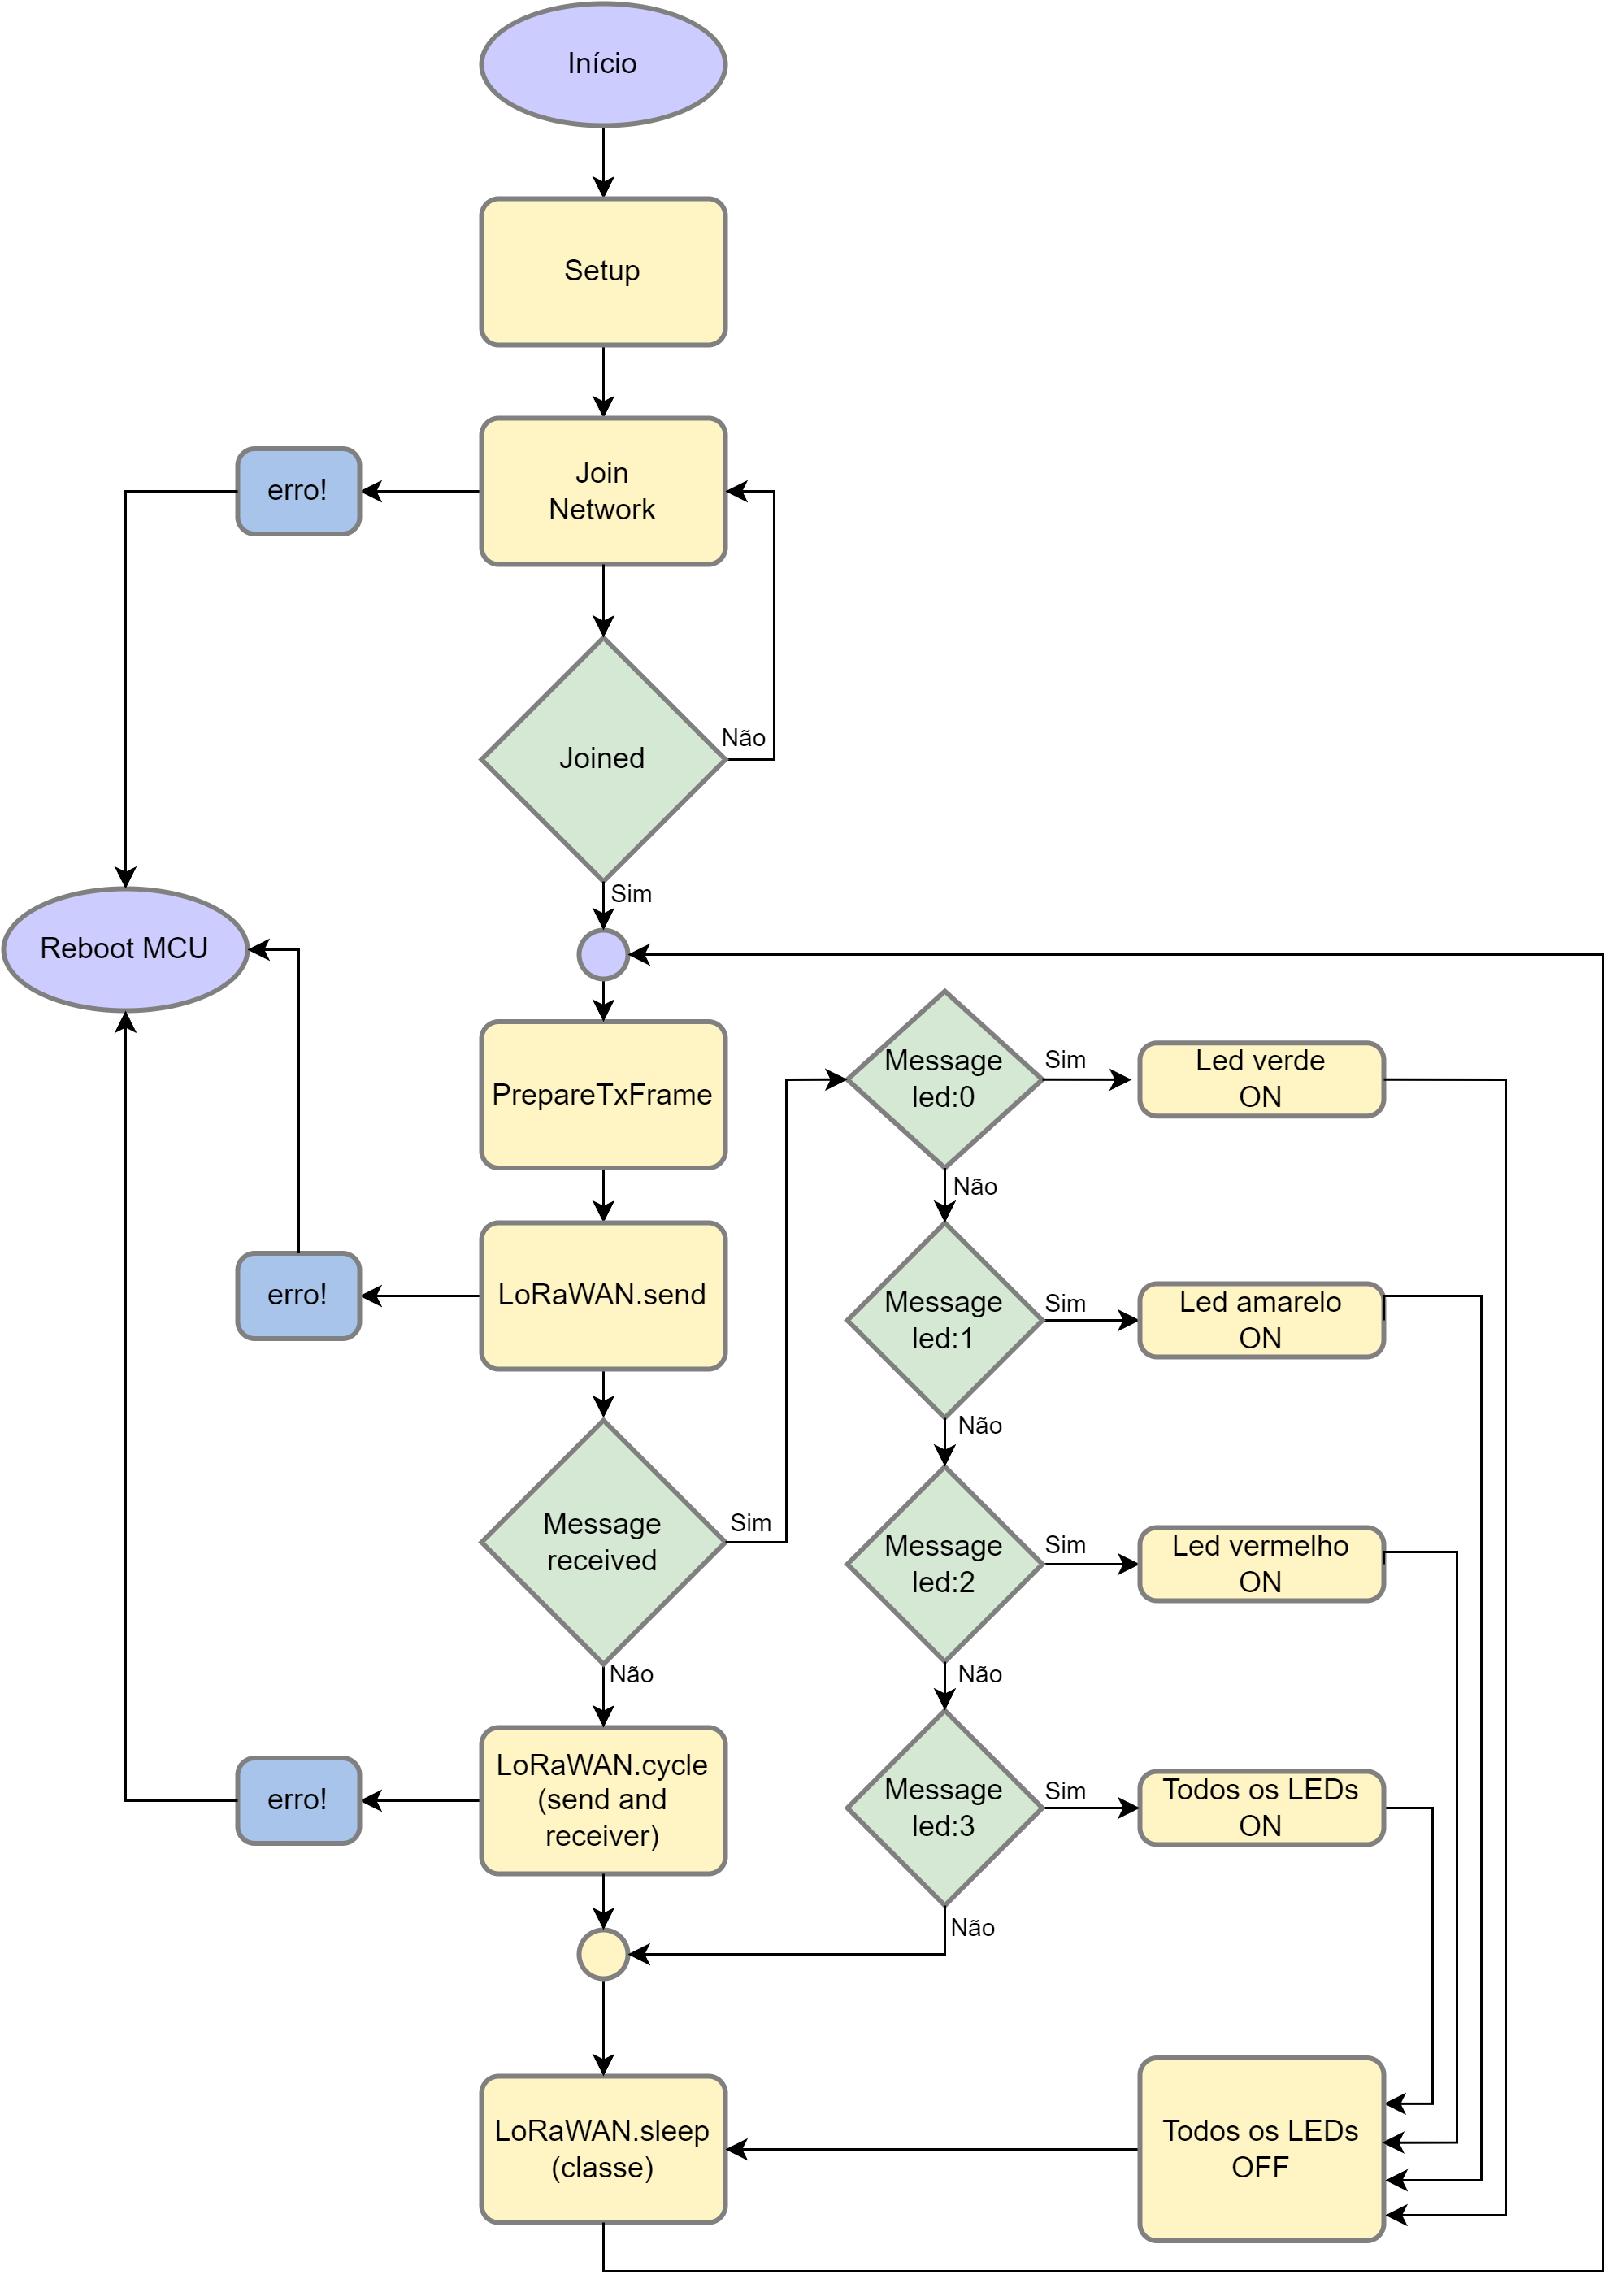 Início
Setup
Join
Network
erro!
Joined
Não
Sim
Reboot MCU
PrepareTxFrame
LoRaWAN.send
erro!
Message
received
Sim
Não
LoRaWAN.cycle
(send and
receiver)
erro!
LoRaWAN.sleep
(classe)
Message
led:0
Sim
Led verde
ON
Não
Message
led:1
Sim
Led amarelo
ON
Não
Message
led:2
Sim
Led vermelho
ON
Não
Message
led:3
Sim
Todos os LEDs
ON
Não
Todos os LEDs
OFF